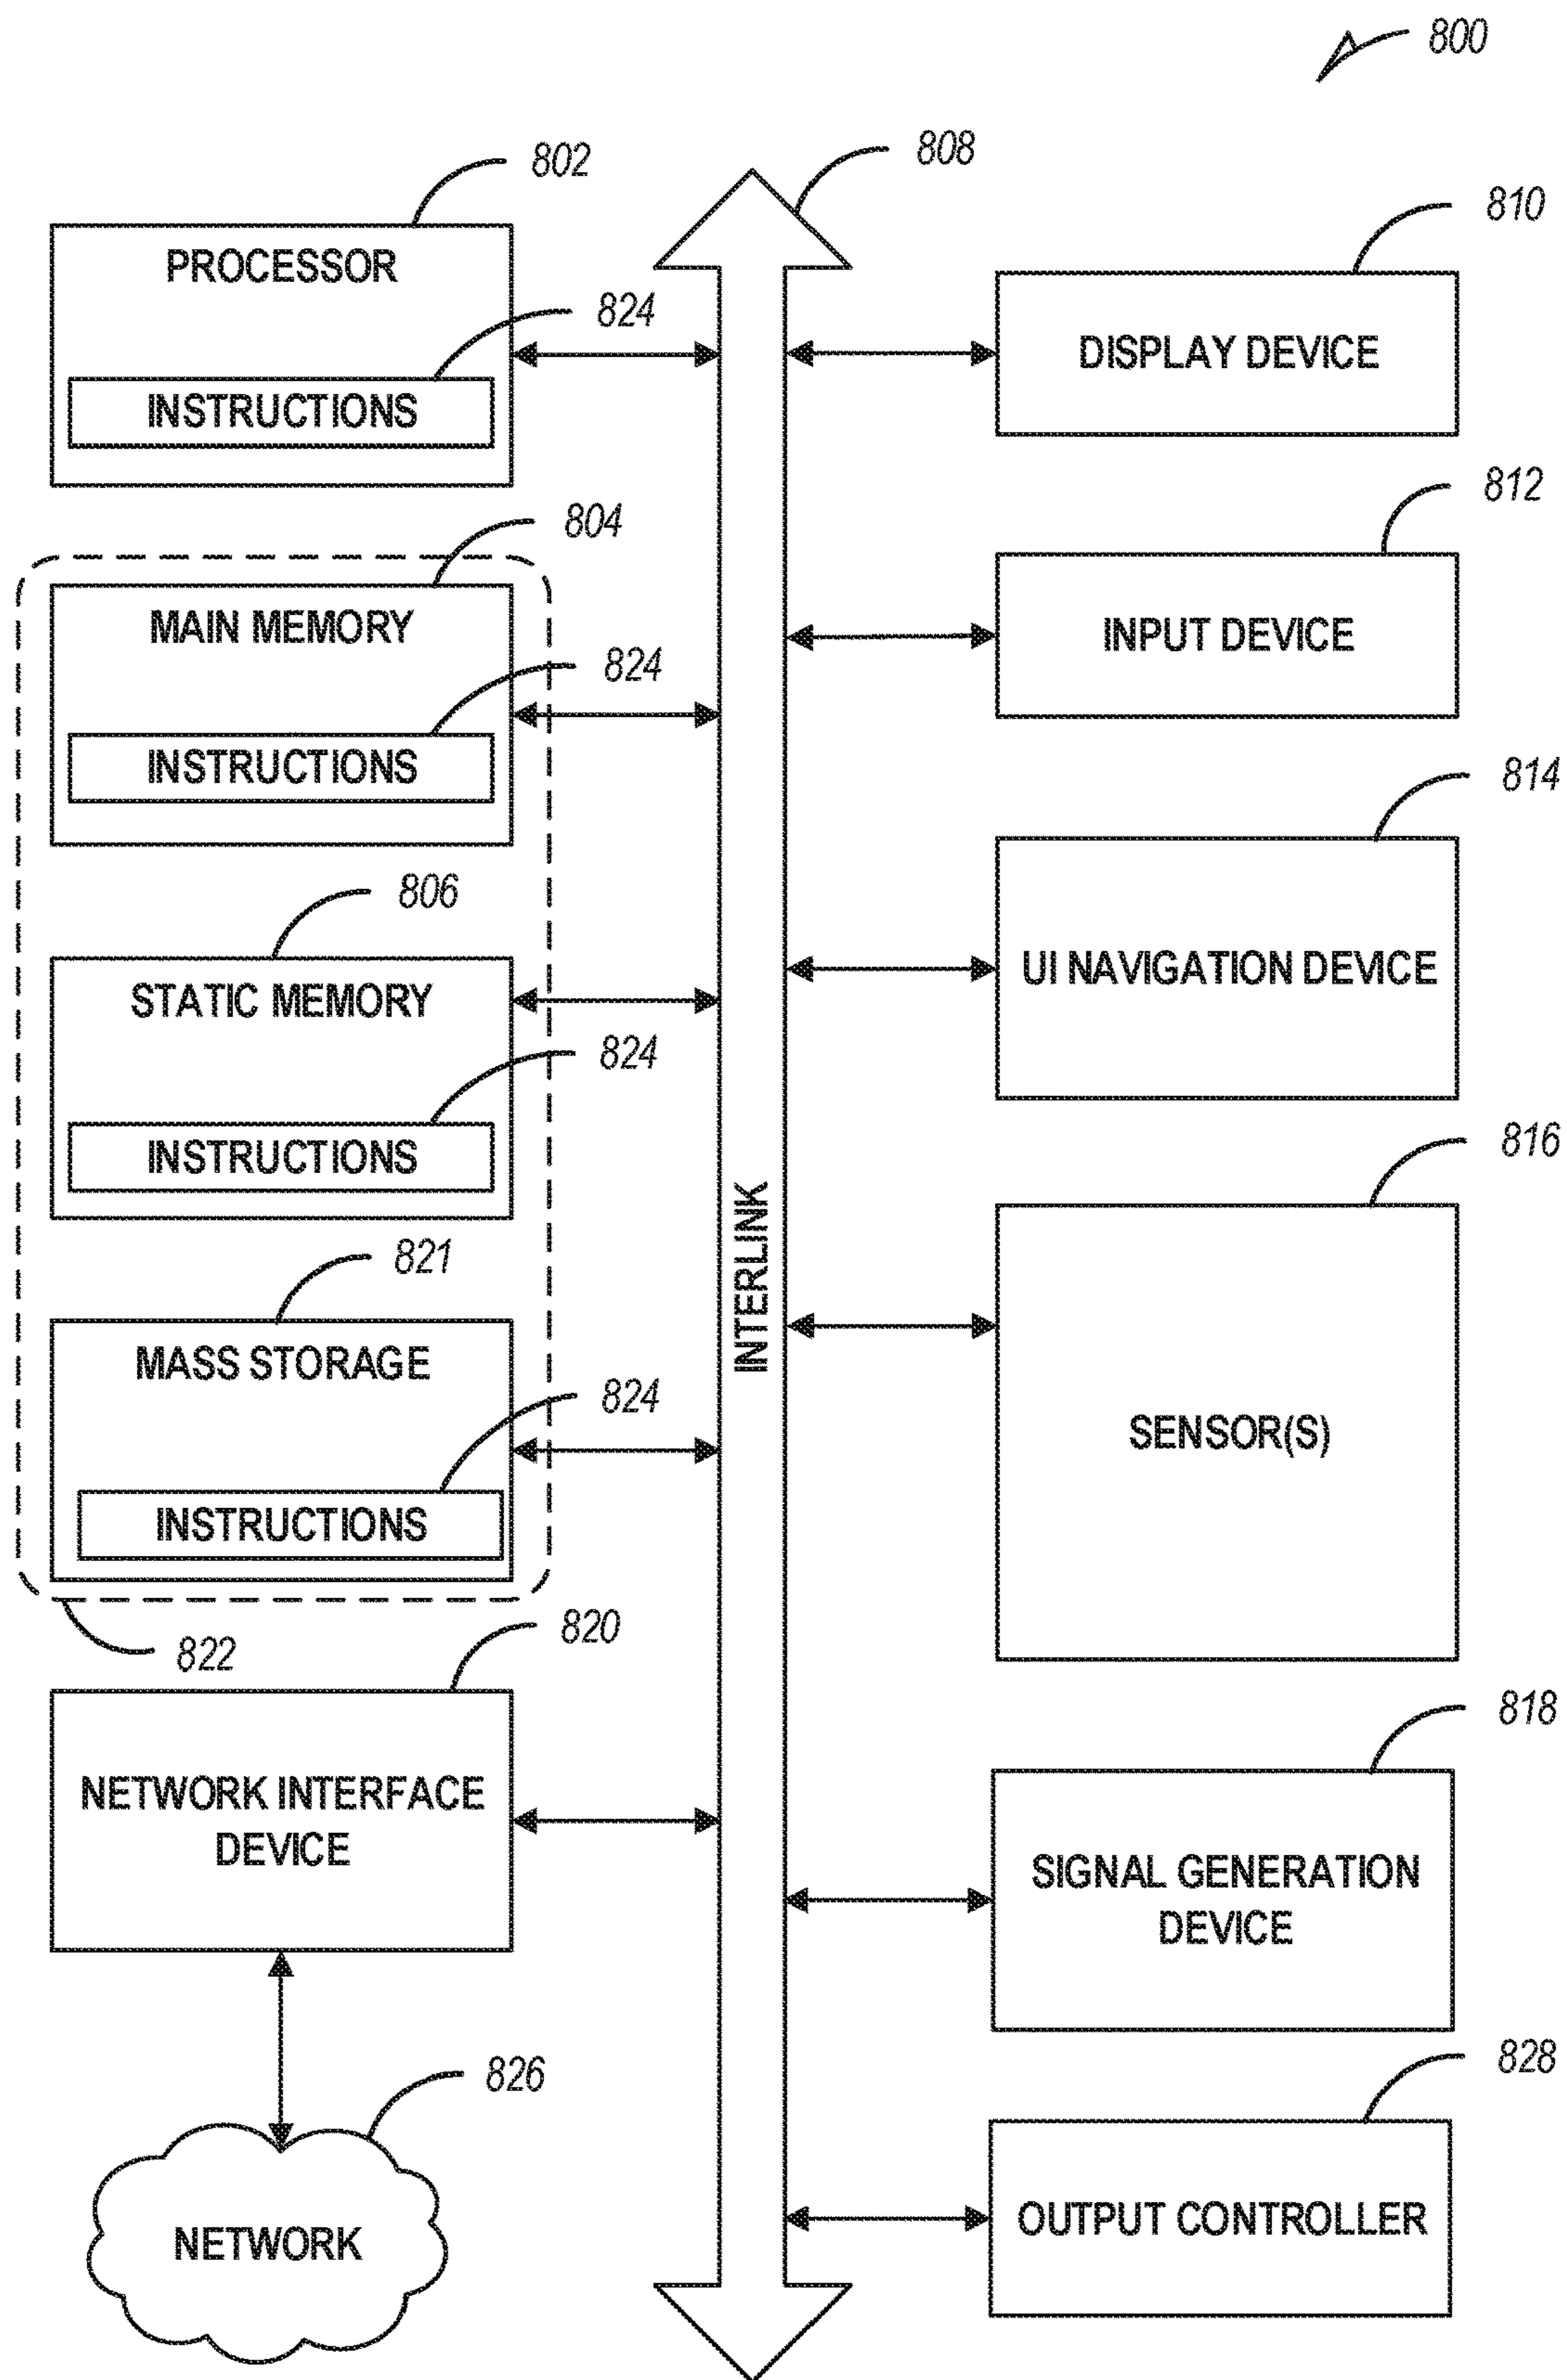 800
802
PROCESSOR
824
INSTRUCTIONS
804
MAIN MEMORY
824
INSTRUCTIONS
806
STATIC MEMORY
824
INSTRUCTIONS
821
MASS STORAGE
824
INSTRUCTIONS
822
820
NETWORK INTERFACE
DEVICE
826
NETWORK
808
INTERLINK
810
DISPLAY DEVICE
812
INPUT DEVICE
814
UI NAVIGATION DEVICE
816
SENSOR(S)
818
SIGNAL GENERATION
DEVICE
828
OUTPUT CONTROLLER